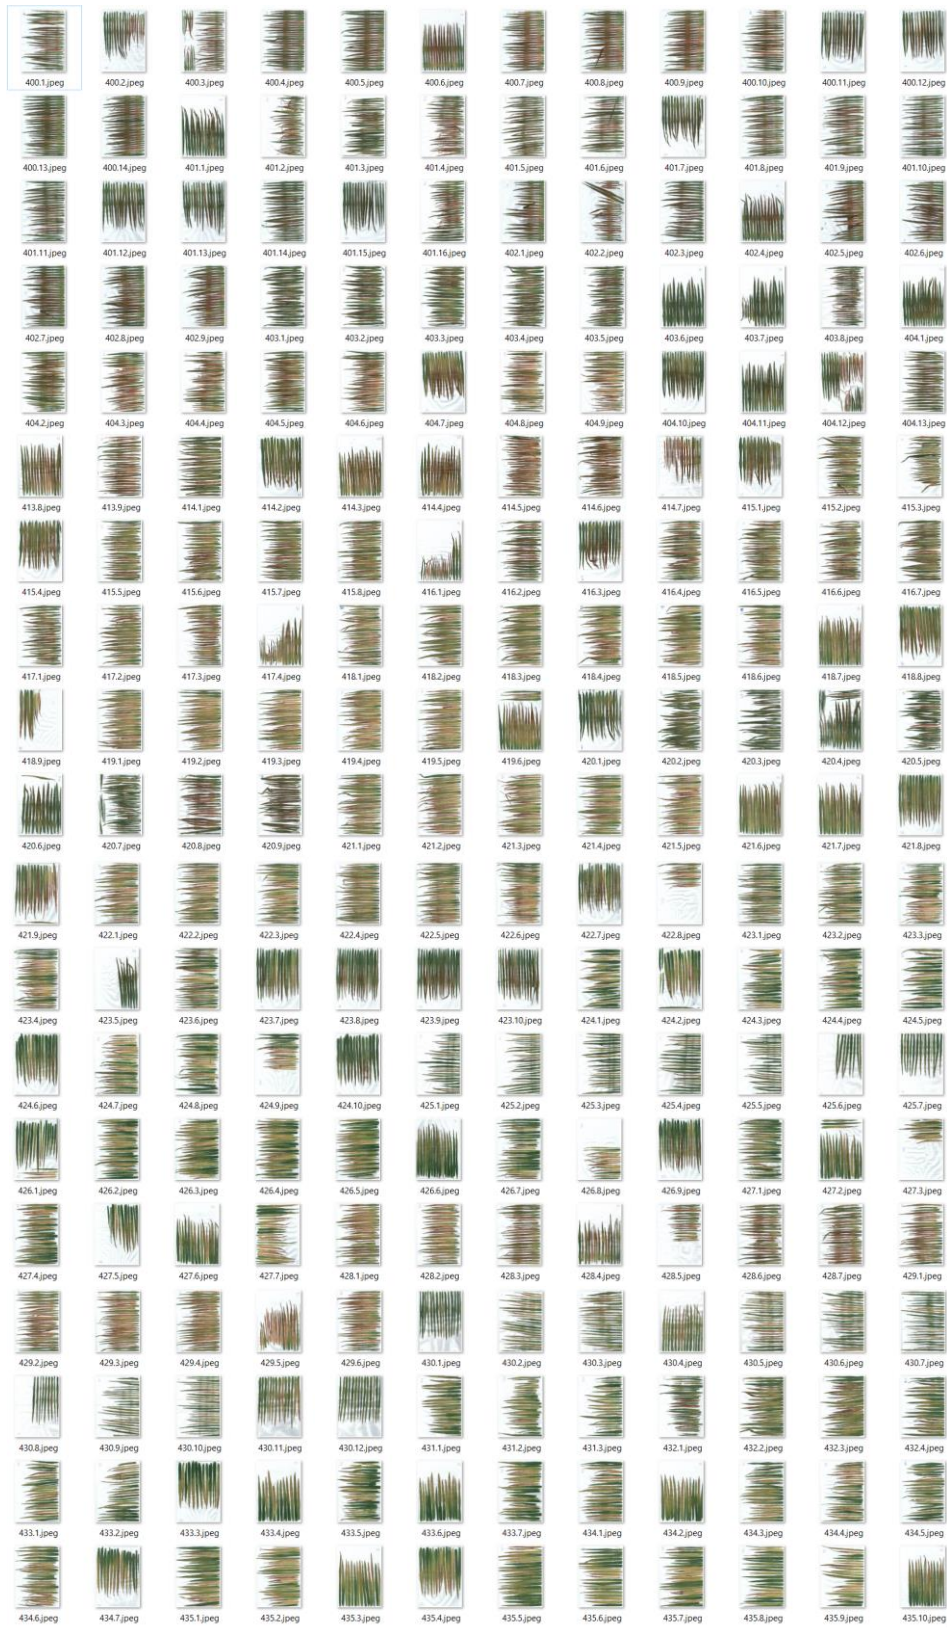 400.1.jpeg 400.2.jpeg 400.3.jpeg 400.4.jpeg 400.5.jpeg 400.6.jpeg 400.7.jpeg 400.8.jpeg 400.9.jpeg 400.10.jpeg 400.11.jpeg 400.12.jpeg
400.13.jpeg 400.14.jpeg 401.1.jpeg 401.2.jpeg 401.3.jpeg 401.4.jpeg 401.5.jpeg 401.6.jpeg 401.7.jpeg 401.8.jpeg 401.9.jpeg 401.10.jpeg
401.11.jpeg 401.12.jpeg 401.13.jpeg 401.14.jpeg 401.15.jpeg 401.16.jpeg 402.1.jpeg 402.2.jpeg 402.3.jpeg 402.4.jpeg 402.5.jpeg 402.6.jpeg
402.7.jpeg 402.8.jpeg 402.9.jpeg 403.1.jpeg 403.2.jpeg 403.3.jpeg 403.4.jpeg 403.5.jpeg 403.6.jpeg 403.7.jpeg 403.8.jpeg 404.1.jpeg
404.2.jpeg 404.3.jpeg 404.4.jpeg 404.5.jpeg 404.6.jpeg 404.7.jpeg 404.8.jpeg 404.9.jpeg 404.10.jpeg 404.11.jpeg 404.12.jpeg 404.13.jpeg
413.8.jpeg 413.9.jpeg 414.1.jpeg 414.2.jpeg 414.3.jpeg 414.4.jpeg 414.5.jpeg 414.6.jpeg 414.7.jpeg 415.1.jpeg 415.2.jpeg 415.3.jpeg
415.4.jpeg 415.5.jpeg 415.6.jpeg 415.7.jpeg 415.8.jpeg 416.1.jpeg 416.2.jpeg 416.3.jpeg 416.4.jpeg 416.5.jpeg 416.6.jpeg 416.7.jpeg
417.1.jpeg 417.2.jpeg 417.3.jpeg 417.4.jpeg 418.1.jpeg 418.2.jpeg 418.3.jpeg 418.4.jpeg 418.5.jpeg 418.6.jpeg 418.7.jpeg 418.8.jpeg
418.9.jpeg 419.1.jpeg 419.2.jpeg 419.3.jpeg 419.4.jpeg 419.5.jpeg 419.6.jpeg 420.1.jpeg 420.2.jpeg 420.3.jpeg 420.4.jpeg 420.5.jpeg
420.6.jpeg 420.7.jpeg 420.8.jpeg 420.9.jpeg 421.1.jpeg 421.2.jpeg 421.3.jpeg 421.4.jpeg 421.5.jpeg 421.6.jpeg 421.7.jpeg 421.8.jpeg
421.9.jpeg 422.1.jpeg 422.2.jpeg 422.3.jpeg 422.4.jpeg 422.5.jpeg 422.6.jpeg 422.7.jpeg 422.8.jpeg 423.1.jpeg 423.2.jpeg 423.3.jpeg
423.4.jpeg 423.5.jpeg 423.6.jpeg 423.7.jpeg 423.8.jpeg 423.9.jpeg 423.10.jpeg 424.1.jpeg 424.2.jpeg 424.3.jpeg 424.4.jpeg 424.5.jpeg
424.6.jpeg 424.7.jpeg 424.8.jpeg 424.9.jpeg 424.10.jpeg 425.1.jpeg 425.2.jpeg 425.3.jpeg 425.4.jpeg 425.5.jpeg 425.6.jpeg 425.7.jpeg
426.1.jpeg 426.2.jpeg 426.3.jpeg 426.4.jpeg 426.5.jpeg 426.6.jpeg 426.7.jpeg 426.8.jpeg 426.9.jpeg 427.1.jpeg 427.2.jpeg 427.3.jpeg
427.4.jpeg 427.5.jpeg 427.6.jpeg 427.7.jpeg 428.1.jpeg 428.2.jpeg 428.3.jpeg 428.4.jpeg 428.5.jpeg 428.6.jpeg 428.7.jpeg 429.1.jpeg
429.2.jpeg 429.3.jpeg 429.4.jpeg 429.5.jpeg 429.6.jpeg 430.1.jpeg 430.2.jpeg 430.3.jpeg 430.4.jpeg 430.5.jpeg 430.6.jpeg 430.7.jpeg
430.8.jpeg 430.9.jpeg 430.10.jpeg 430.11.jpeg 430.12.jpeg 431.1.jpeg 431.2.jpeg 431.3.jpeg 432.1.jpeg 432.2.jpeg 432.3.jpeg 432.4.jpeg
433.1.jpeg 433.2.jpeg 433.3.jpeg 433.4.jpeg 433.5.jpeg 433.6.jpeg 433.7.jpeg 434.1.jpeg 434.2.jpeg 434.3.jpeg 434.4.jpeg 434.5.jpeg
434.6.jpeg 434.7.jpeg 435.1.jpeg 435.2.jpeg 435.3.jpeg 435.4.jpeg 435.5.jpeg 435.6.jpeg 435.7.jpeg 435.8.jpeg 435.9.jpeg 435.10.jpeg